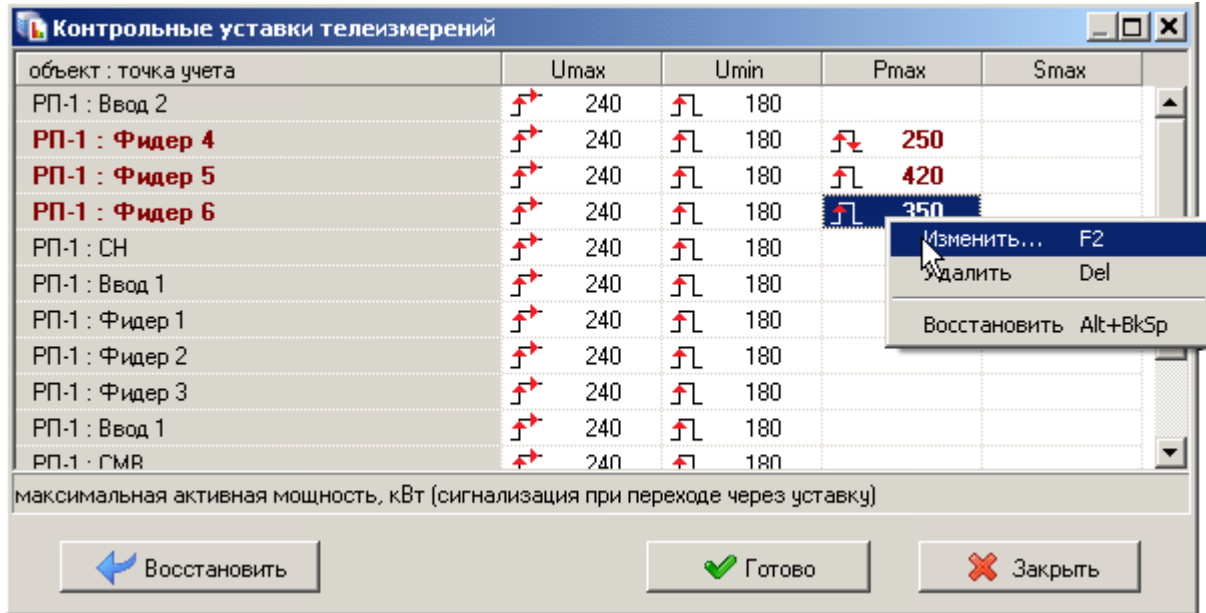 Контрольные уставки телеизмерений
объект : точка учета Umax Umin Pmax Smax
РП-1 : Ввод 2 240 180
РП-1 : Фидер 4 240 180 250
РП-1 : Фидер 5 240 180 420
РП-1 : Фидер 6 240 180 350
Изменить... F2
РП-1 : СН 240 180
Удалить Del
РП-1 : Ввод 1 240 180
РП-1 : Фидер 1 240 180
Восстановить Alt+BkSp
РП-1 : Фидер 2 240 180
РП-1 : Фидер 3 240 180
РП-1 : Ввод 1 240 180
РП-1 : СМВ 240 180
максимальная активная мощность, кВт (сигнализация при переходе через уставку)
Восстановить Готово Закрыть